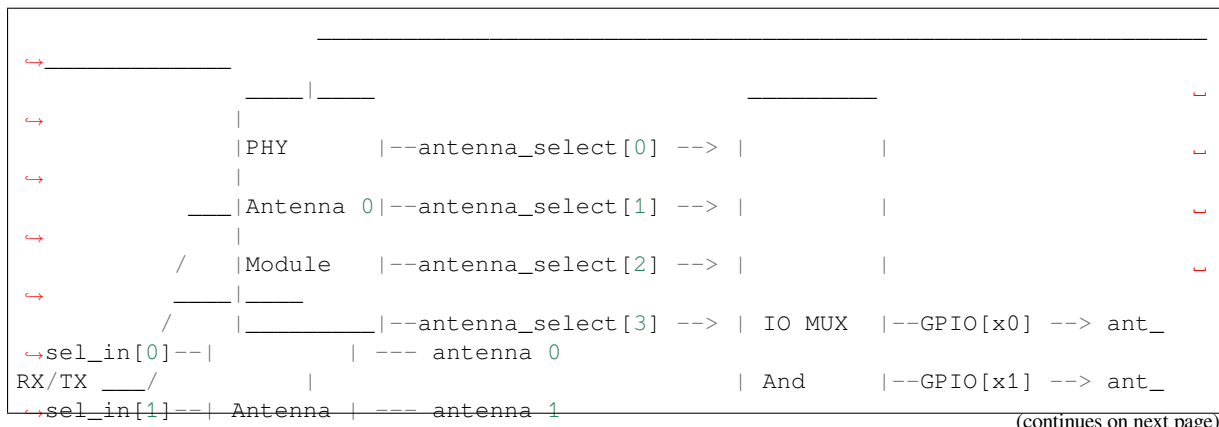 ______________________________________________________________
↪_____________
                ____|____                          _________                      ␣
↪               |
               |PHY      |--antenna_select[0] --> |         |                     ␣
↪               |
            ___|Antenna 0|--antenna_select[1] --> |         |                     ␣
↪               |
           /   |Module   |--antenna_select[2] --> |         |                     ␣
↪          ____|____
          /    |_________|--antenna_select[3] --> | IO MUX  |--GPIO[x0] --> ant_
↪sel_in[0]--|         | --- antenna 0
RX/TX ___/          |                             | And     |--GPIO[x1] --> ant_
↪sel_in[1]--| Antenna | --- antenna 1
(continues on next page)